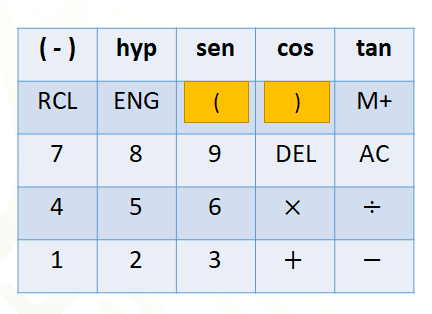 (-) hyp sen cos tan
RCL ENG ( ) M+
7 8 9 DEL AC
4 5 6 × ÷
1 2 3 + −